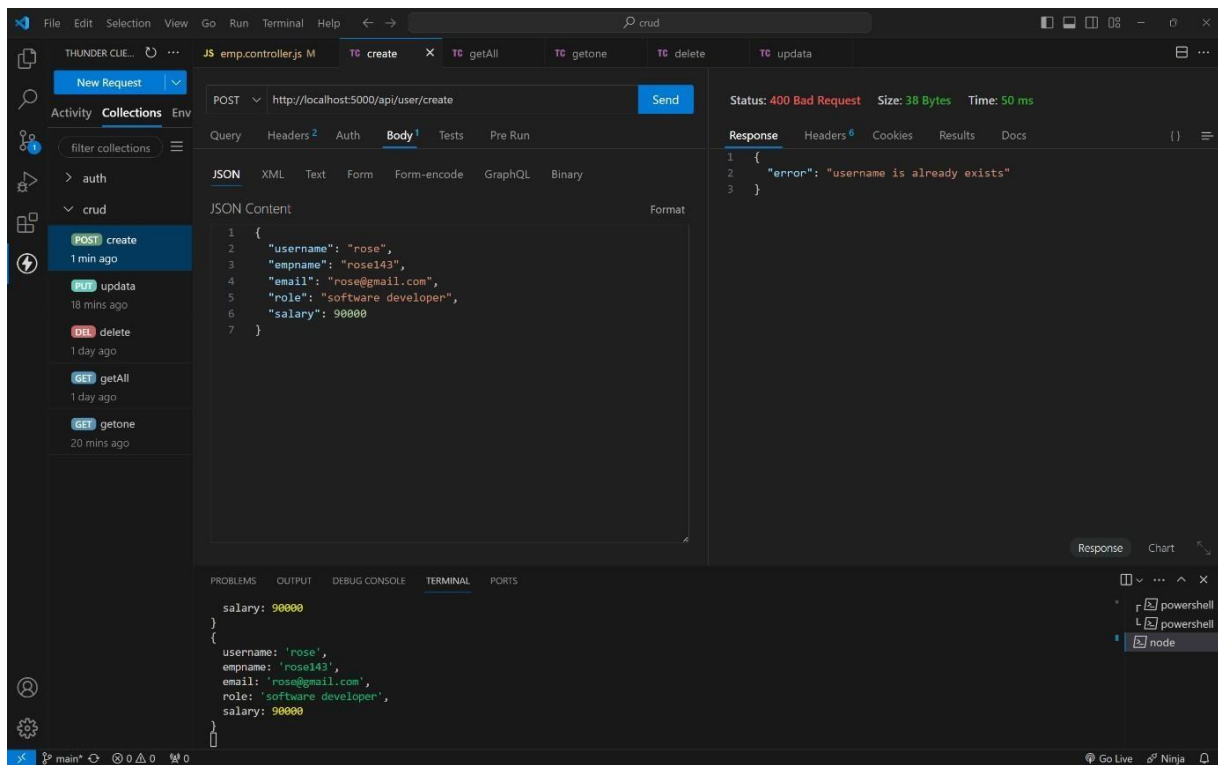 File Edit Selection View Go Run Terminal Help
crud
THUNDER CLIE...
JS emp.controller.js M
TC create
TC getAll
TC getone
TC delete
TC updata
New Request
Activity Collections Env
filter collections
auth
crud
POST create
1 min ago
PUT updata
18 mins ago
DEL delete
1 day ago
GET getAll
1 day ago
GET getone
20 mins ago
POST http://localhost:5000/api/user/create Send
Query Headers 2 Auth Body 1 Tests Pre Run
JSON XML Text Form Form-encode GraphQL Binary
JSON Content Format
1 {
2 "username": "rose",
3 "empname": "rose143",
4 "email": "rose@gmail.com",
5 "role": "software developer",
6 "salary": 90000
7 }
Status: 400 Bad Request Size: 38 Bytes Time: 50 ms
Response Headers 6 Cookies Results Docs {}
1 {
2 "error": "username is already exists"
3 }
Response Chart
PROBLEMS OUTPUT DEBUG CONSOLE TERMINAL PORTS
salary: 90000
}
{
username: 'rose',
empname: 'rose143',
email: 'rose@gmail.com',
role: 'software developer',
salary: 90000
}
powershell
powershell
node
1
main* 0 0 0
Go Live Ninja